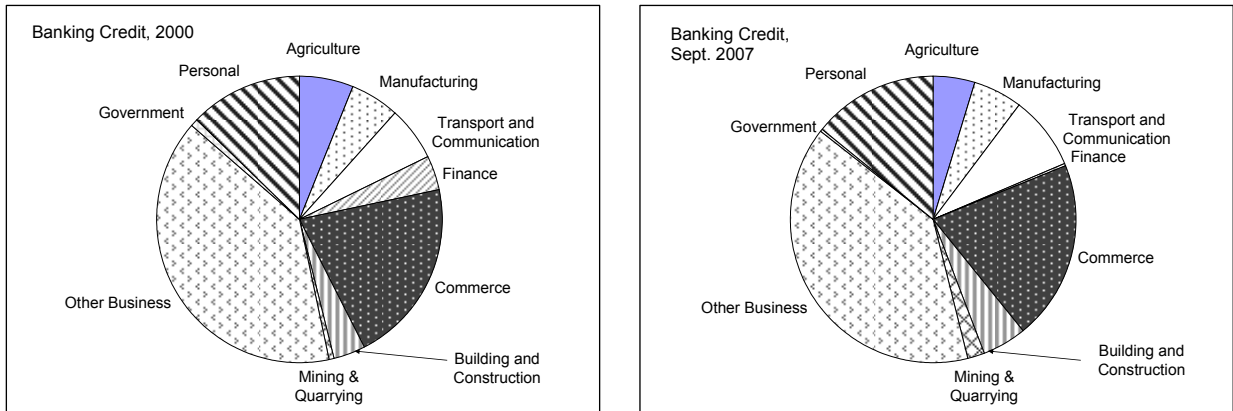 Banking Credit, 2000
Agriculture
Personal
Manufacturing
Government
Transport and
Communication
Finance
Commerce
Other Business
Building and
Construction
Mining &
Quarrying
Banking Credit,
Sept. 2007
Agriculture
Personal
Manufacturing
Government
Transport and
Communication
Finance
Commerce
Other Business
Building and
Construction
Mining &
Quarrying